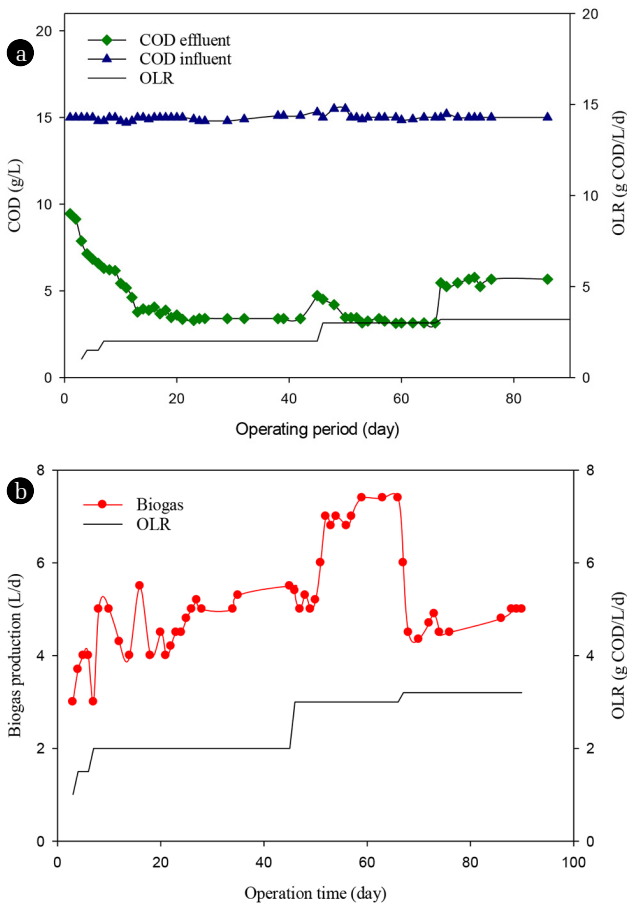 a
COD effluent
COD influent
OLR
COD (g/L)
20
15
10
5
0
OLR (g COD/L/d)
20
15
10
5
0
0 20 40 60 80
Operating period (day)
b
Biogas
OLR
Biogas production (L/d)
8
6
4
2
0
OLR (g COD/L/d)
8
6
4
2
0
0 20 40 60 80 100
Operation time (day)